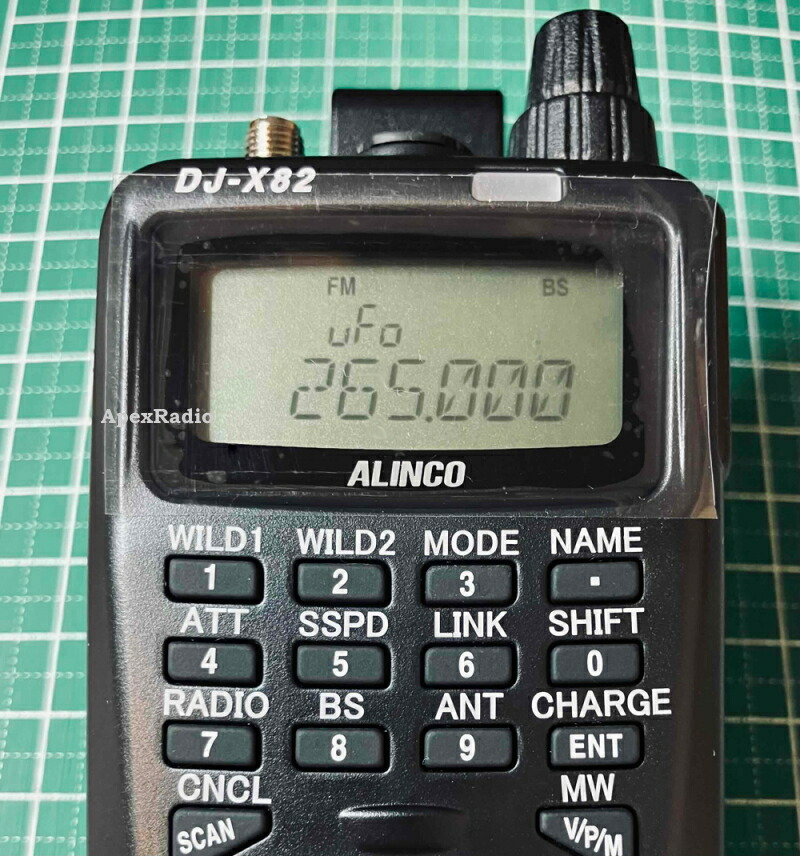 DJ-X82
FM BS
uFo
265.000
ApexRadio
ALINCO
WILD1 WILD2 MODE NAME
1 2 3 .
ATT SSPD LINK SHIFT
4 5 6 0
RADIO BS ANT CHARGE
7 8 9 ENT
CNCL MW
SCAN V/P/M